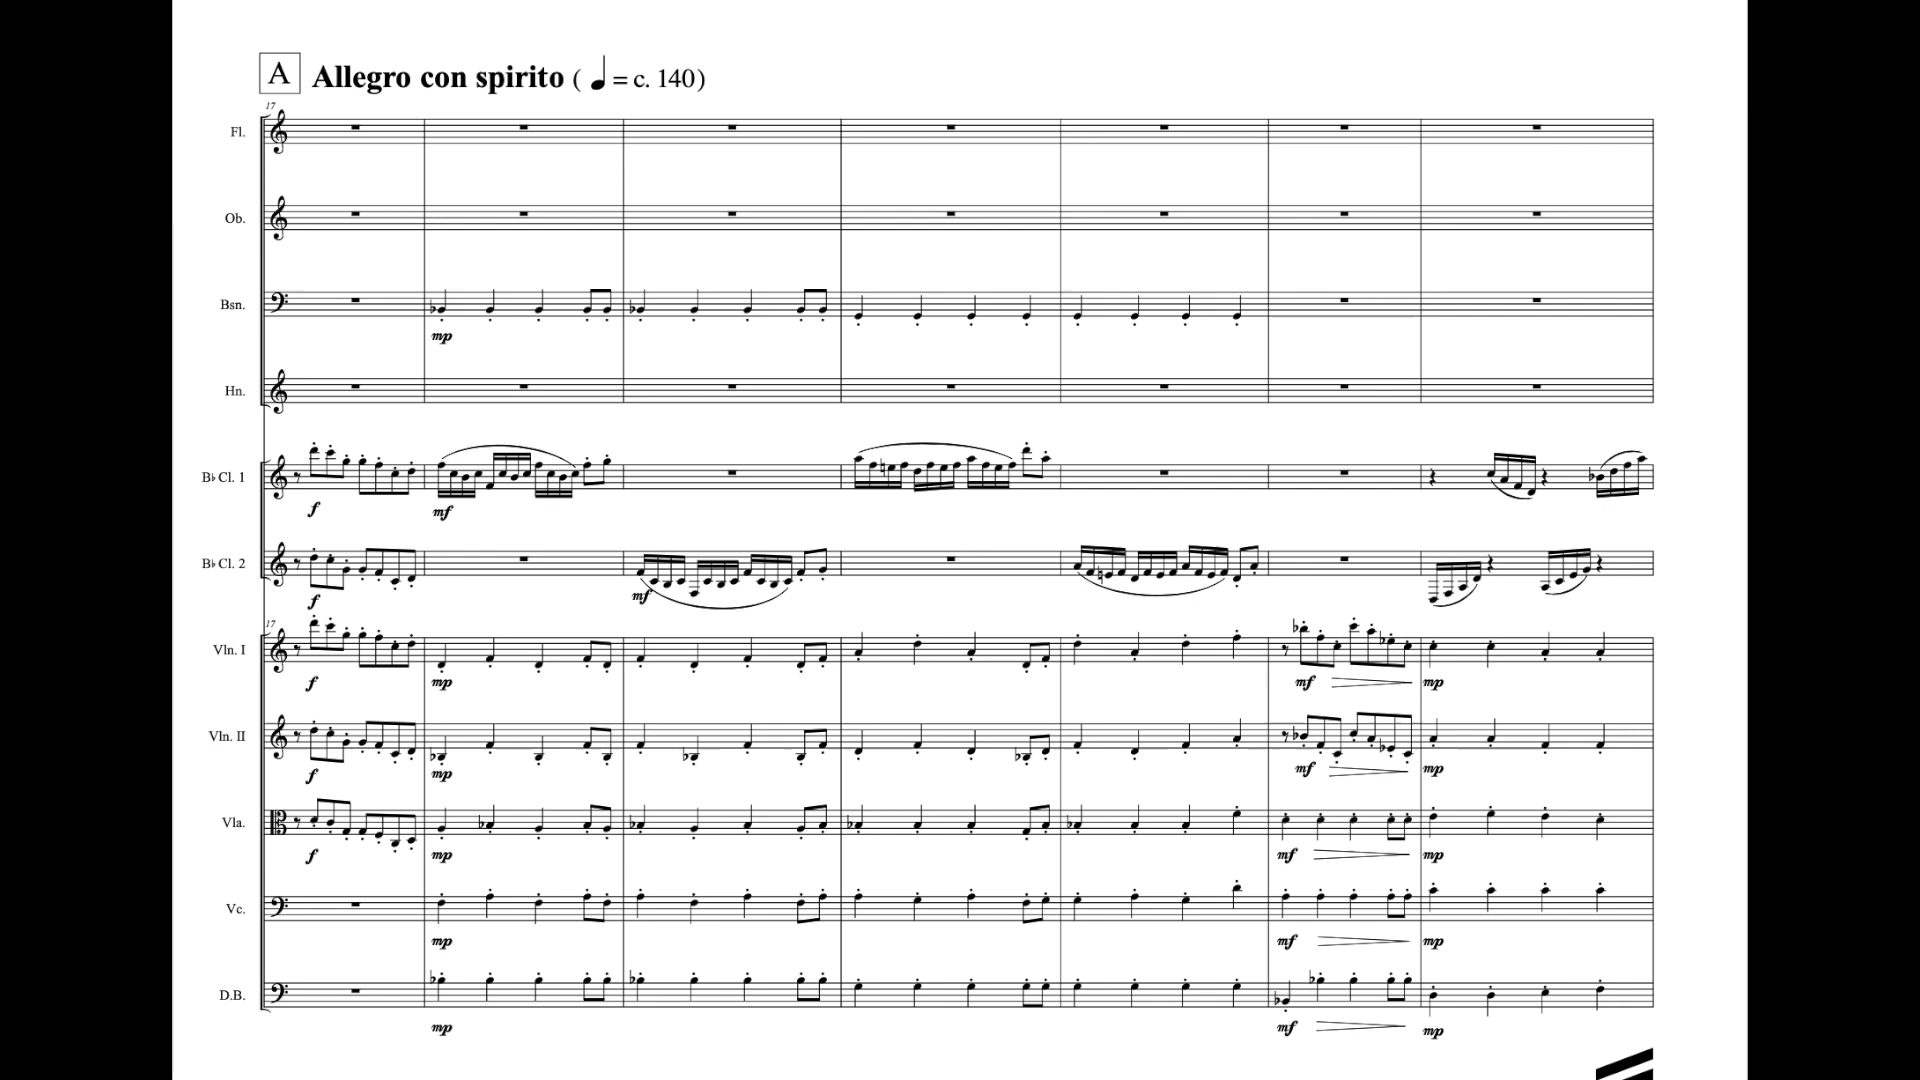 A Allegro con spirito ( ♩ = c. 140)
17
Fl.
Ob.
Bsn.
mp
Hn.
B♭ Cl. 1
f mf
B♭ Cl. 2
f mf
17
Vln. I
f mp mf mp
Vln. II
f mp mf mp
Vla.
f mp mf mp
Vc.
mp mf mp
D.B.
mp mf mp